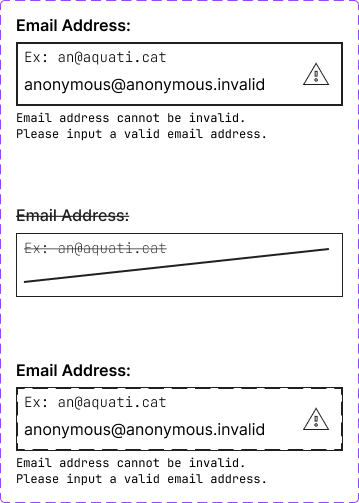 Email Address:
Ex: an@aquati.cat
anonymous@anonymous.invalid
Email address cannot be invalid.
Please input a valid email address.
Email Address:
Ex: an@aquati.cat
Email Address:
Ex: an@aquati.cat
anonymous@anonymous.invalid
Email address cannot be invalid.
Please input a valid email address.